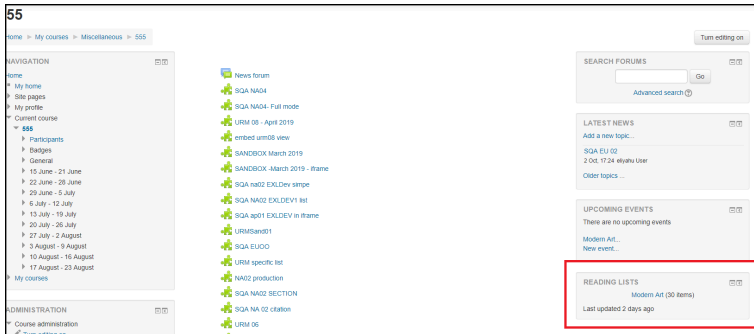 555
Home ► My courses ► Miscellaneous ► 555
Turn editing on
NAVIGATION
Home
My home
Site pages
My profile
Current course
555
Participants
Badges
General
15 June - 21 June
22 June - 28 June
29 June - 5 July
6 July - 12 July
13 July - 19 July
20 July - 26 July
27 July - 2 August
3 August - 9 August
10 August - 16 August
17 August - 23 August
My courses
ADMINISTRATION
Course administration
Turn editing on
News forum
SQA NA04
SQA NA04- Full mode
URM 08 - April 2019
embed urm08 view
SANDBOX March 2019
SANDBOX -March 2019 - iframe
SQA na02 EXLDev simpe
SQA NA02 EXLDEV1 list
SQA ap01 EXLDEV in iframe
URMSand01
SQA EUOO
URM specific list
NA02 production
SQA NA02 SECTION
SQA NA 02 citation
URM 06
SEARCH FORUMS
Go
Advanced search
LATEST NEWS
Add a new topic...
SQA EU 02
2 Oct, 17:24 eliyahu User
Older topics ...
UPCOMING EVENTS
There are no upcoming events
Modern Art...
New event...
READING LISTS
Modern Art (30 items)
Last updated 2 days ago